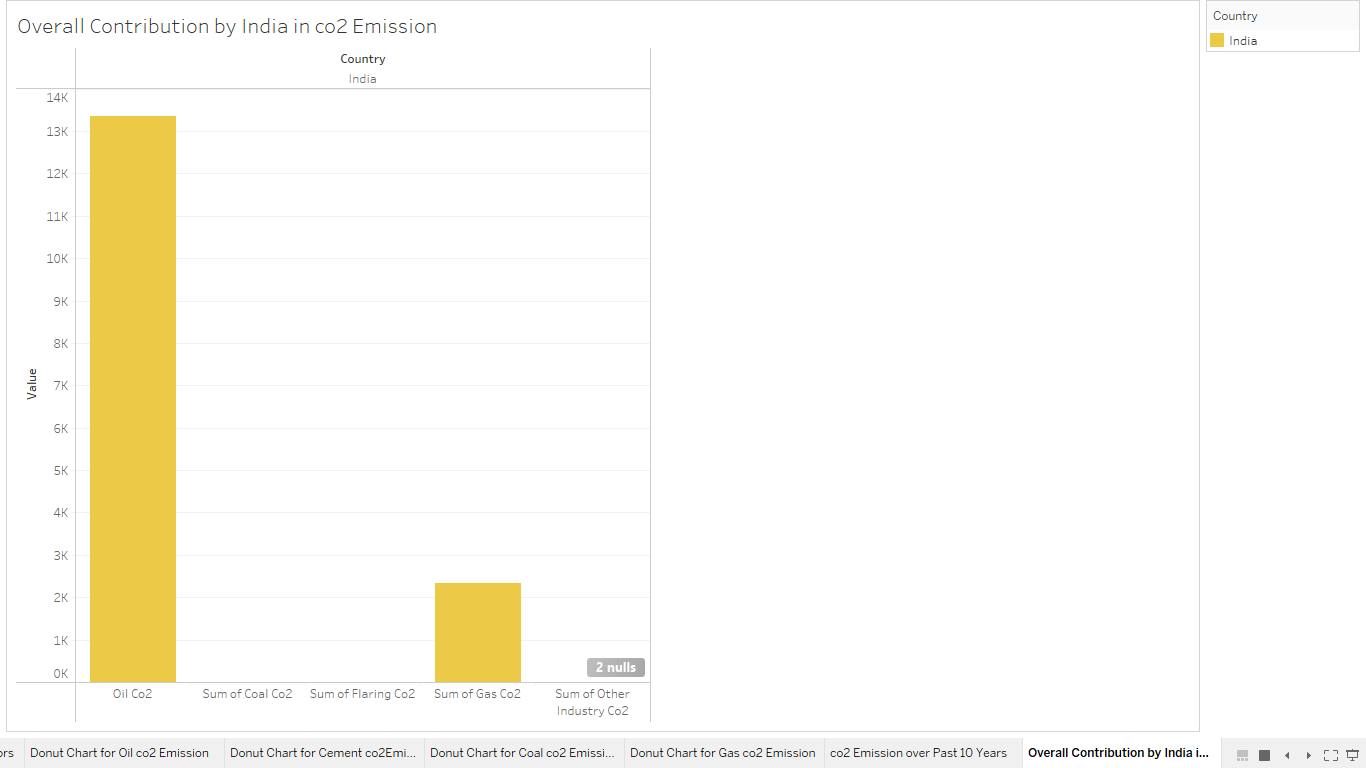 Overall Contribution by India in co2 Emission
Country
India
Country
India
14K
13K
12K
11K
10K
9K
8K
7K
6K
5K
4K
3K
2K
1K
0K
Value
2 nulls
Oil Co2
Sum of Coal Co2
Sum of Flaring Co2
Sum of Gas Co2
Sum of Other
Industry Co2
ors
Donut Chart for Oil co2 Emission
Donut Chart for Cement co2Emi...
Donut Chart for Coal co2 Emissi...
Donut Chart for Gas co2 Emission
co2 Emission over Past 10 Years
Overall Contribution by India i...